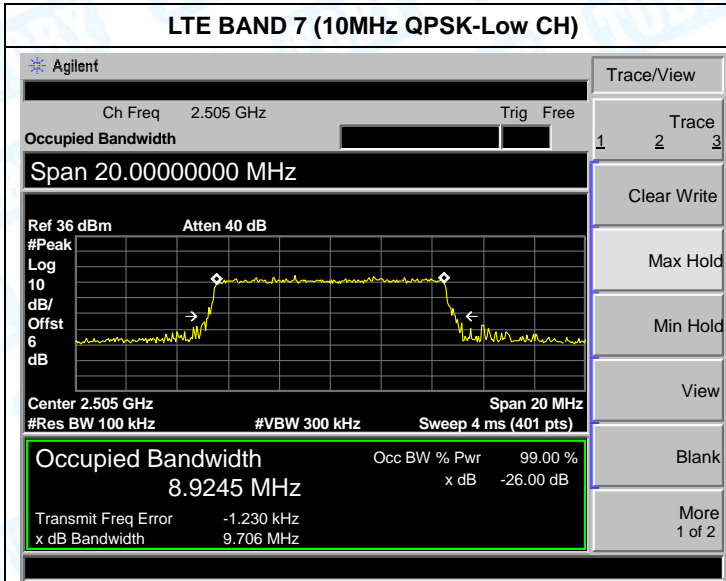 LTE BAND 7 (10MHz QPSK-Low CH)
Agilent
Trace/View
Ch Freq 2.505 GHz Trig Free
Occupied Bandwidth
Trace
1 2 3
Span 20.00000000 MHz
Clear Write
Ref 36 dBm Atten 40 dB
#Peak
Log
10
dB/
Offst
6
dB
Max Hold
Min Hold
View
Center 2.505 GHz Span 20 MHz
#Res BW 100 kHz #VBW 300 kHz Sweep 4 ms (401 pts)
Occupied Bandwidth
8.9245 MHz
Occ BW % Pwr 99.00 %
x dB -26.00 dB
Blank
Transmit Freq Error -1.230 kHz
x dB Bandwidth 9.706 MHz
More
1 of 2